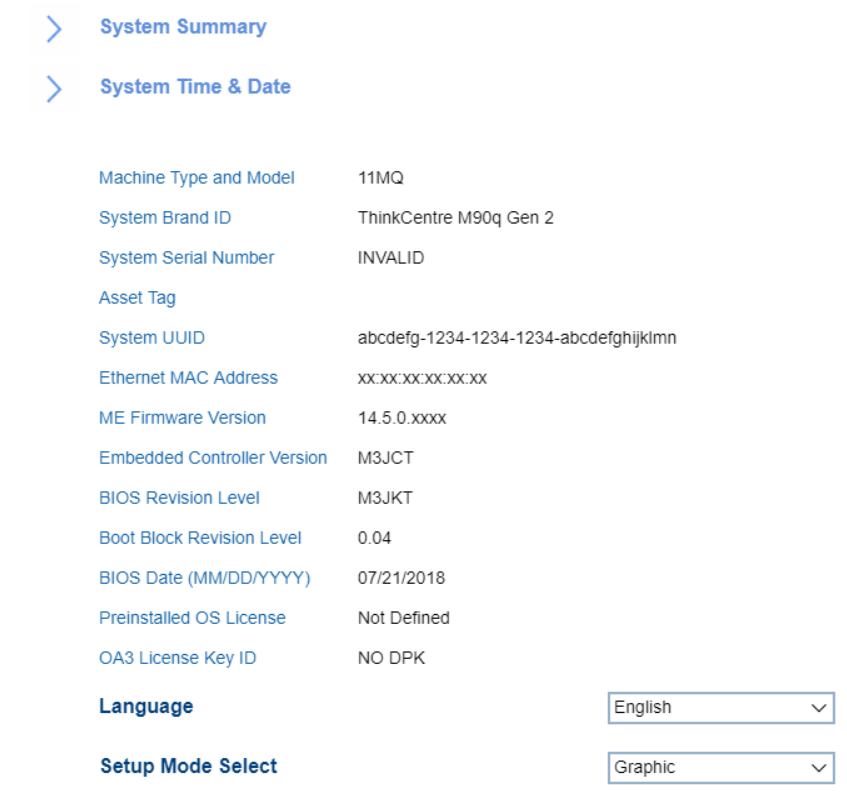 System Summary
System Time & Date
Machine Type and Model 11MQ
System Brand ID ThinkCentre M90q Gen 2
System Serial Number INVALID
Asset Tag
System UUID abcdefg-1234-1234-1234-abcdefghijklmn
Ethernet MAC Address xx:xx:xx:xx:xx:xx
ME Firmware Version 14.5.0.xxxx
Embedded Controller Version M3JCT
BIOS Revision Level M3JKT
Boot Block Revision Level 0.04
BIOS Date (MM/DD/YYYY) 07/21/2018
Preinstalled OS License Not Defined
OA3 License Key ID NO DPK
Language English
Setup Mode Select Graphic